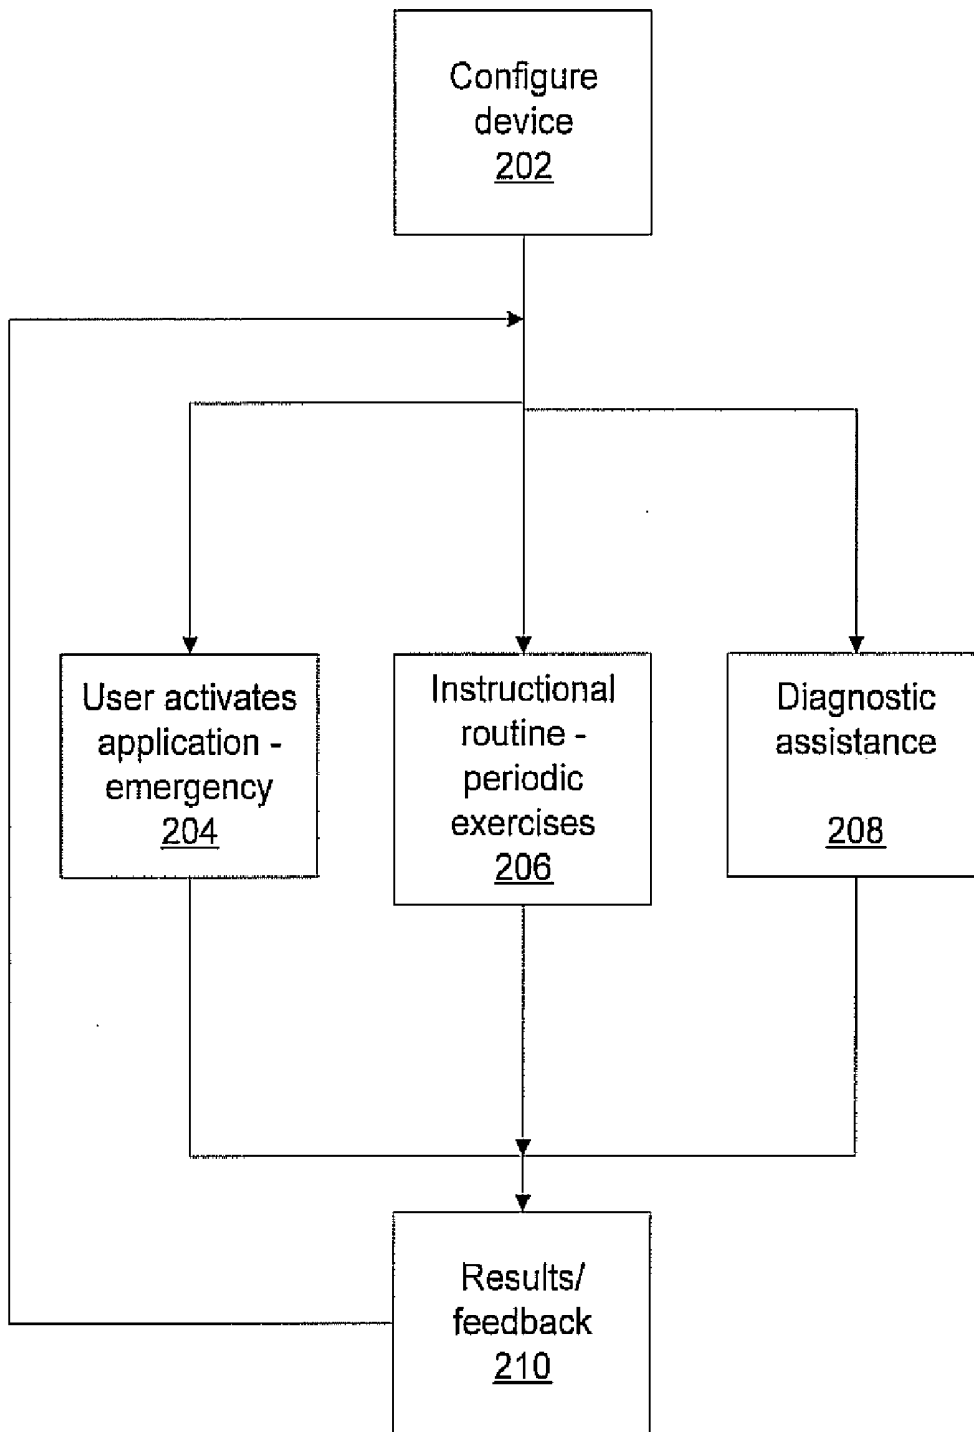 Configure
device
202
User activates
application -
emergency
204
Instructional
routine -
periodic
exercises
206
Diagnostic
assistance
208
Results/
feedback
210